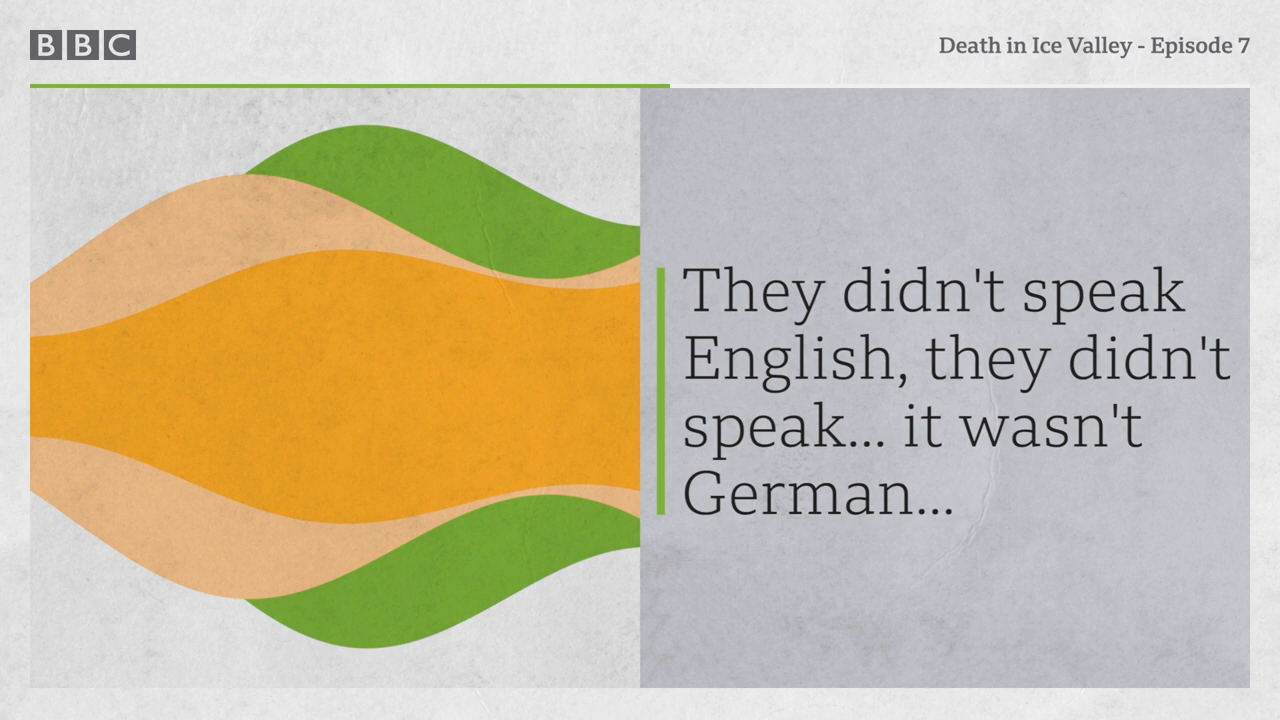 BBC
Death in Ice Valley - Episode 7
They didn't speak
English, they didn't
speak... it wasn't
German...